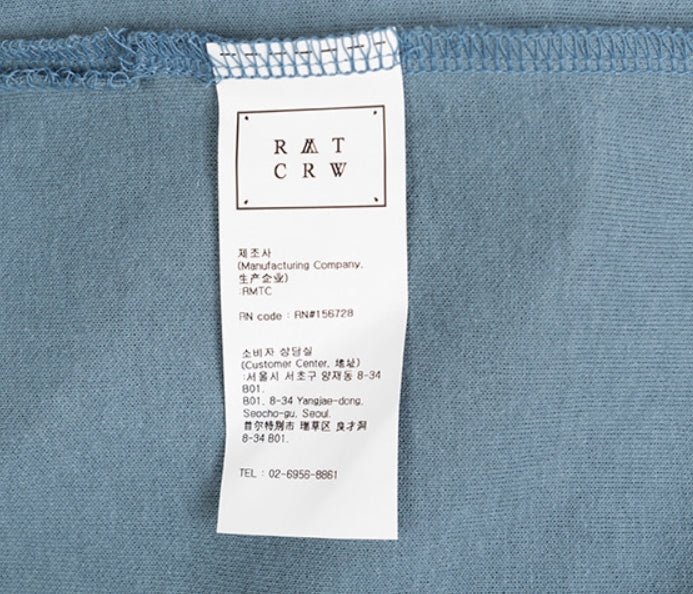 RMT
CRW
제조사
(Manufacturing Company,
生产企业)
:RMTC
RN code : RN#156728
소비자 상담실
(Customer Center, 地址)
:서울시 서초구 양재동 8-34
B01.
B01, 8-34 Yangjae-dong,
Seocho-gu, Seoul.
首尔特別市 瑞草区 良才洞
8-34 B01.
TEL : 02-6956-8861